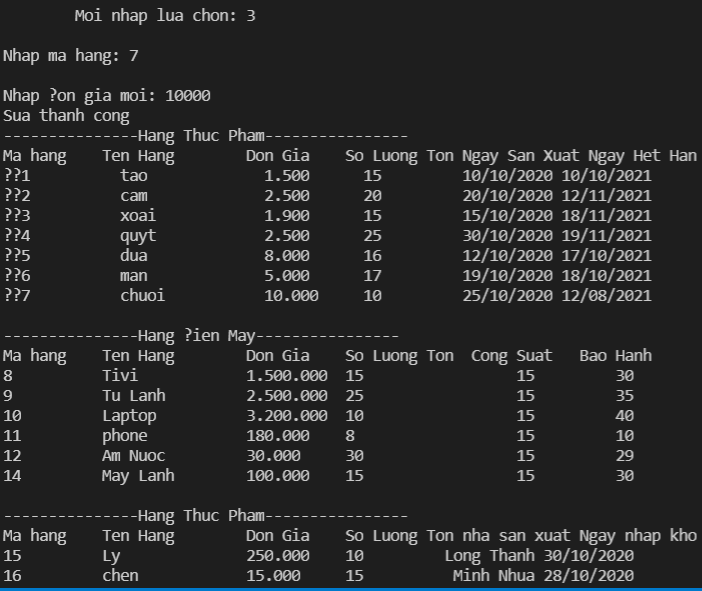 Moi nhap lua chon: 3
Nhap ma hang: 7
Nhap ?on gia moi: 10000
Sua thanh cong
---------------Hang Thuc Pham----------------
Ma hang Ten Hang Don Gia So Luong Ton Ngay San Xuat Ngay Het Han
??1 tao 1.500 15 10/10/2020 10/10/2021
??2 cam 2.500 20 20/10/2020 12/11/2021
??3 xoai 1.900 15 15/10/2020 18/11/2021
??4 quyt 2.500 25 30/10/2020 19/11/2021
??5 dua 8.000 16 12/10/2020 17/10/2021
??6 man 5.000 17 19/10/2020 18/10/2021
??7 chuoi 10.000 10 25/10/2020 12/08/2021
---------------Hang ?ien May----------------
Ma hang Ten Hang Don Gia So Luong Ton Cong Suat Bao Hanh
8 Tivi 1.500.000 15 15 30
9 Tu Lanh 2.500.000 25 15 35
10 Laptop 3.200.000 10 15 40
11 phone 180.000 8 15 10
12 Am Nuoc 30.000 30 15 29
14 May Lanh 100.000 15 15 30
---------------Hang Thuc Pham----------------
Ma hang Ten Hang Don Gia So Luong Ton nha san xuat Ngay nhap kho
15 Ly 250.000 10 Long Thanh 30/10/2020
16 chen 15.000 15 Minh Nhua 28/10/2020